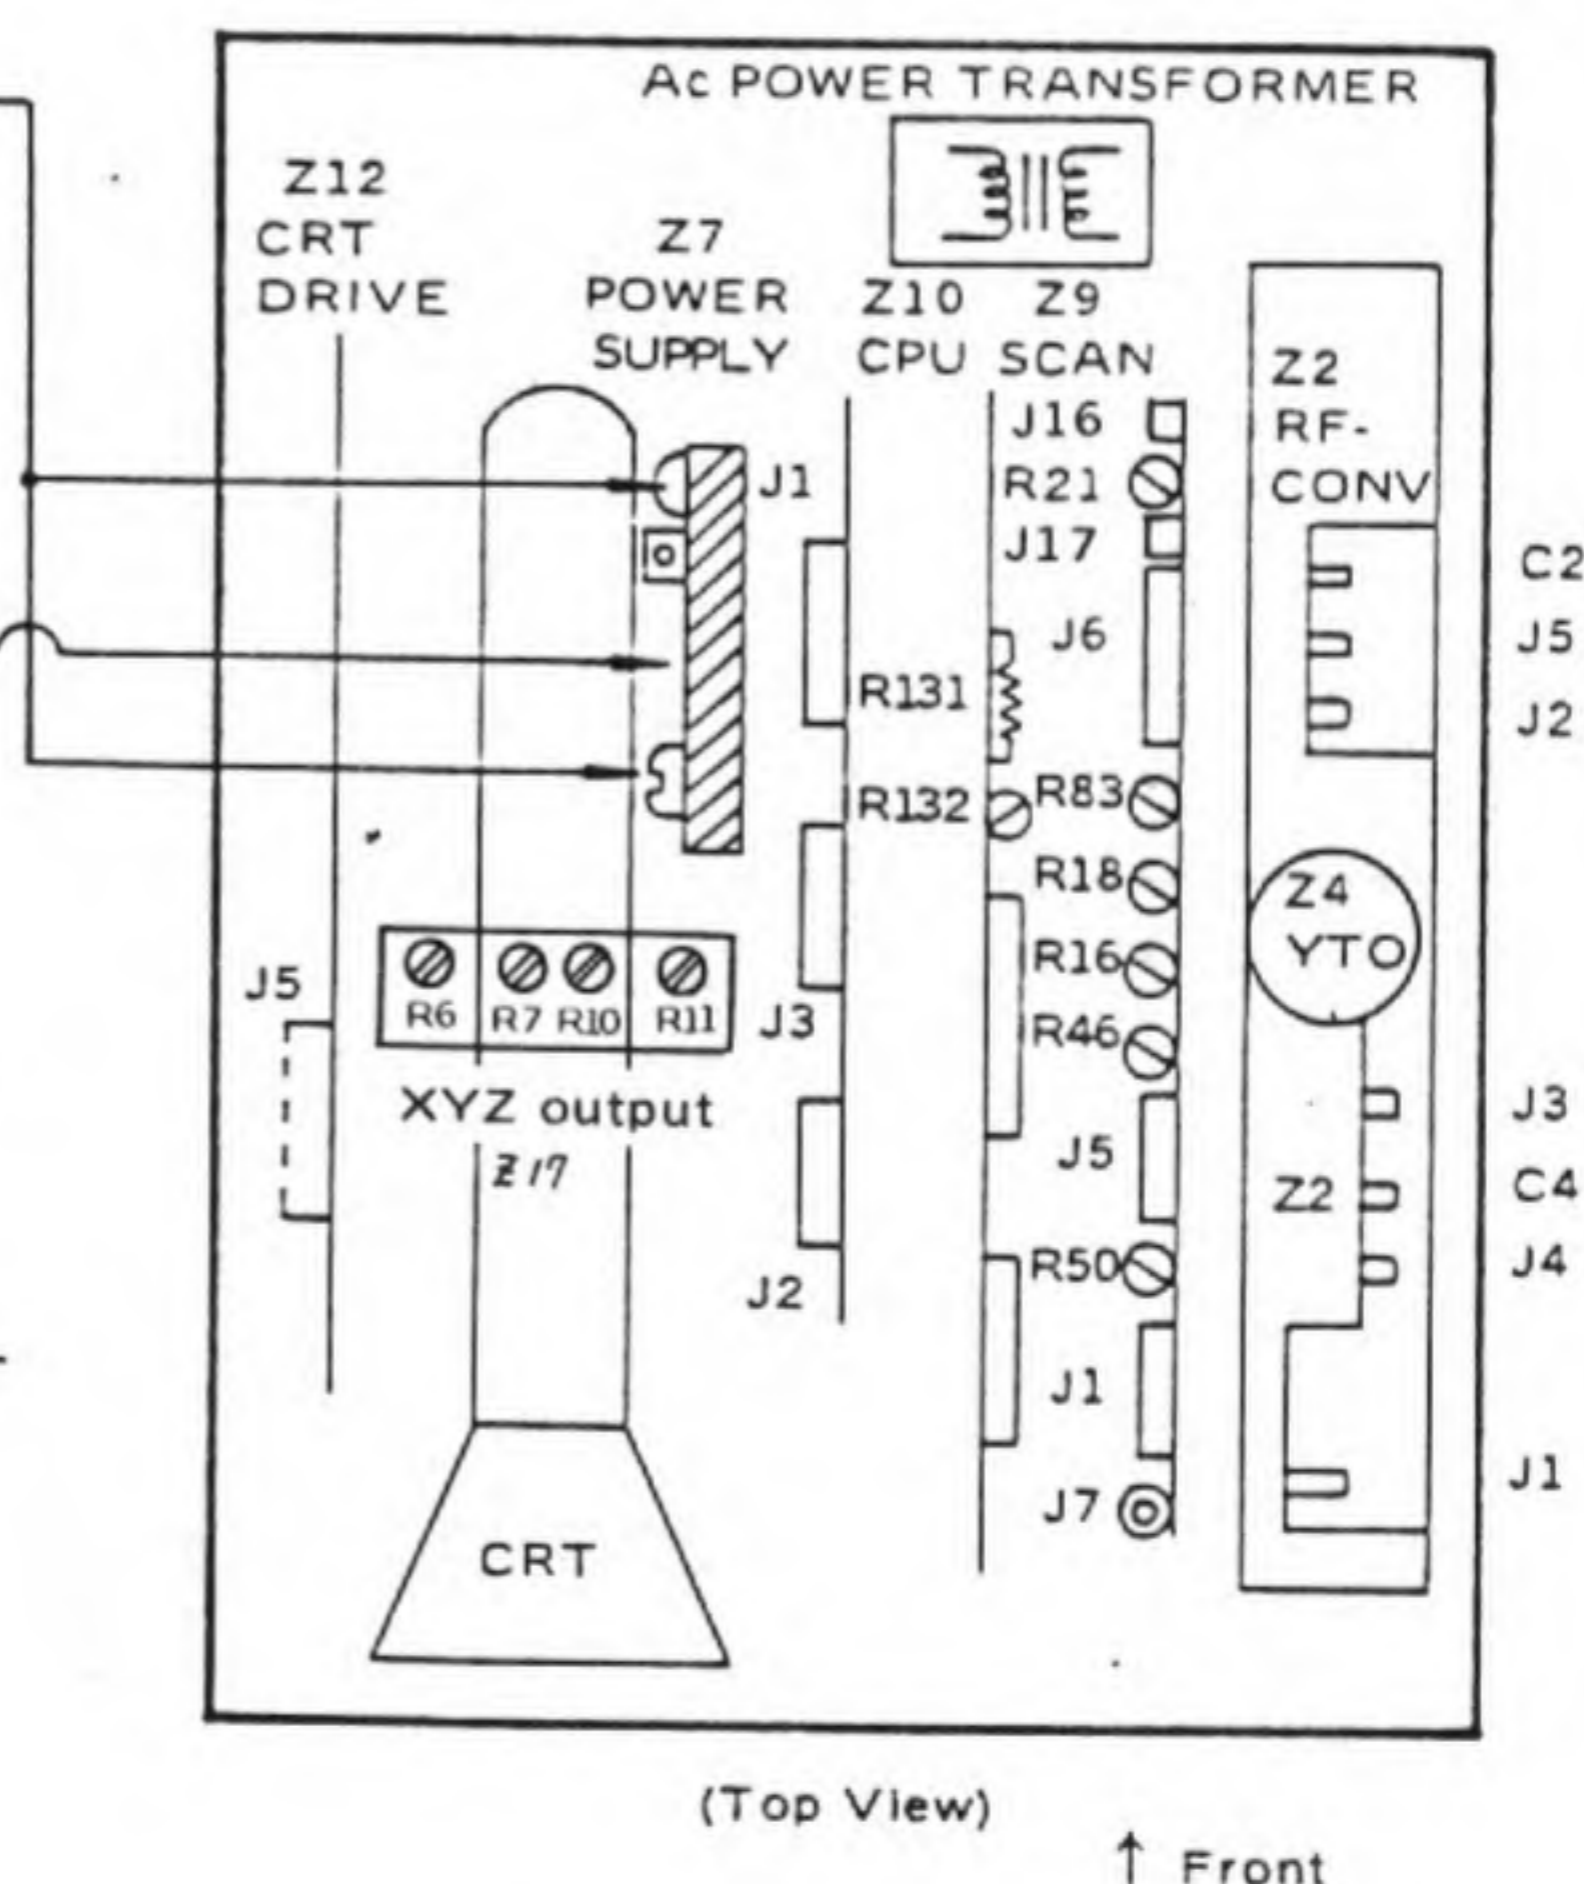 Ac POWER TRANSFORMER
Z12
CRT
DRIVE
Z7
POWER
SUPPLY
Z10
CPU
Z9
SCAN
Z2
RF-
CONV
J16
R21
J17
J6
J1
R131
R132
R83
R18
R16
R46
J5
R50
J1
J7
C2
J5
J2
Z4
YTO
Z2
J3
C4
J4
J1
J5
R6 R7 R10 R11
XYZ output
Z17
J3
J2
CRT
(Top View)
↑ Front